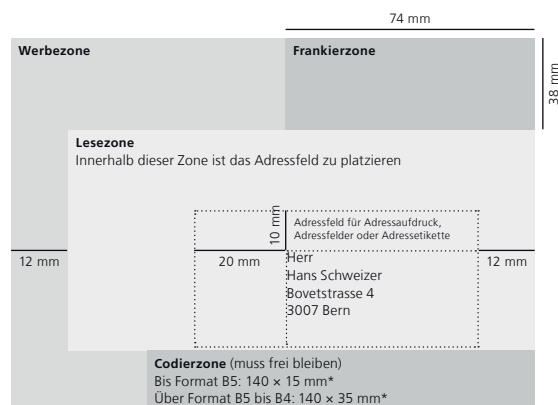 74 mm
Werbezone
Frankierzone
38 mm
Lesezone
Innerhalb dieser Zone ist das Adressfeld zu platzieren
10 mm
Adressfeld für Adressaufdruck,
Adressfelder oder Adressetikette
12 mm
20 mm
12 mm
Herr
Hans Schweizer
Bovetstrasse 4
3007 Bern
Codierzone (muss frei bleiben)
Bis Format B5: 140 × 15 mm*
Über Format B5 bis B4: 140 × 35 mm*